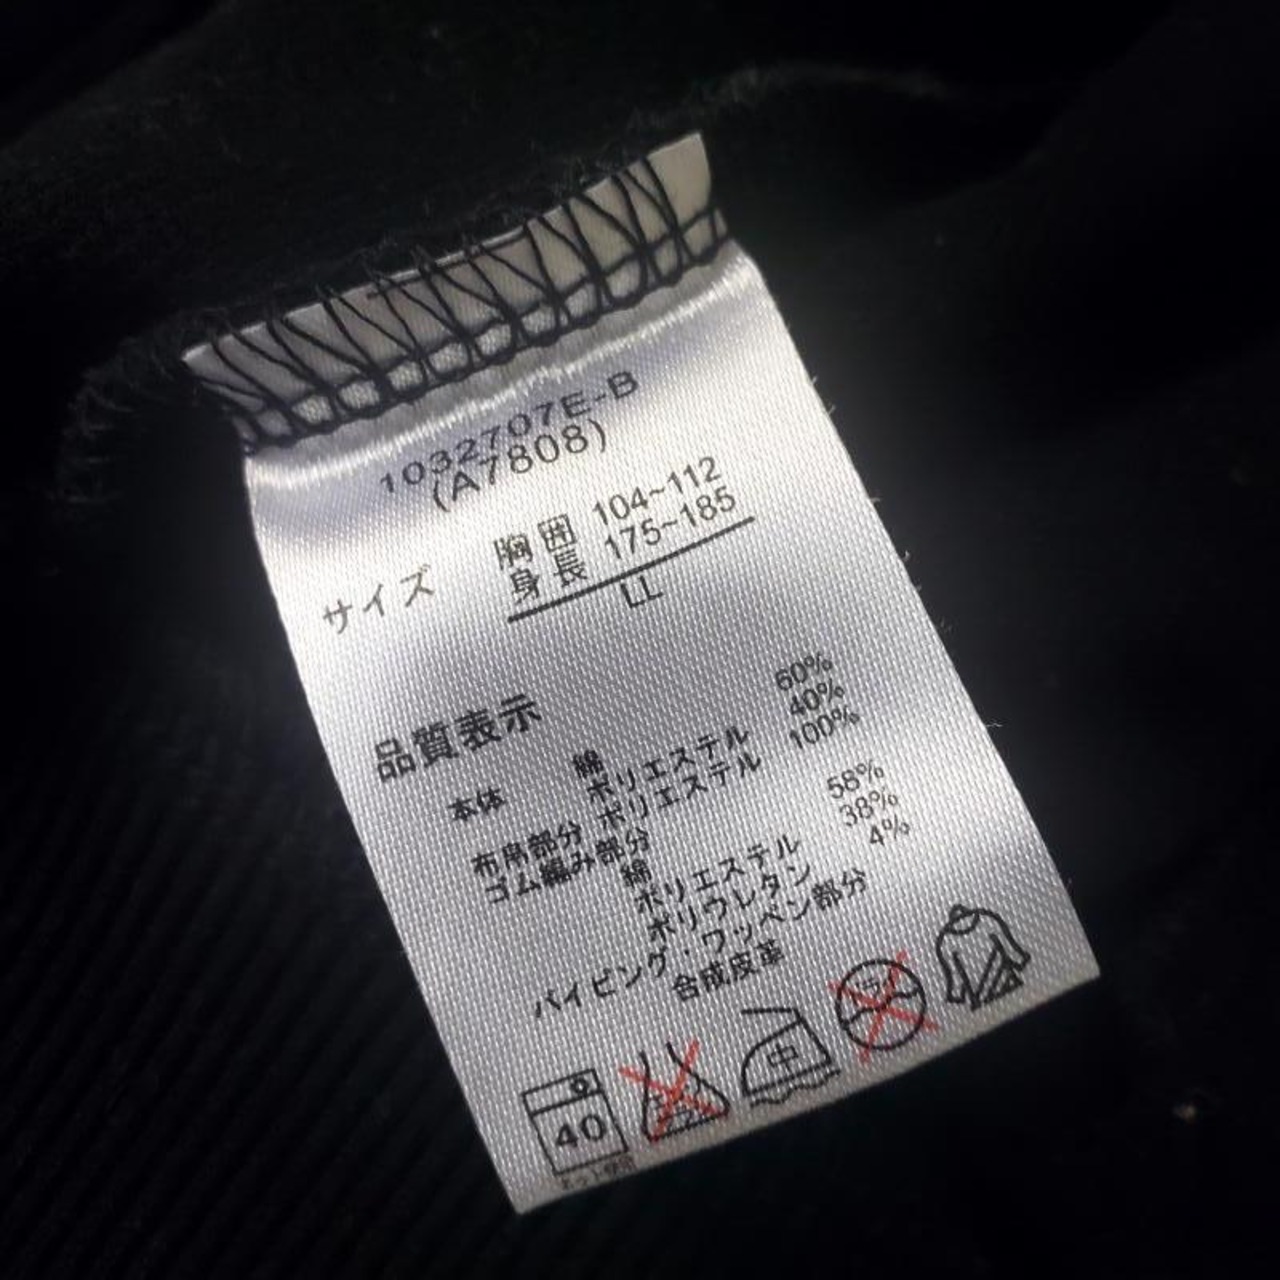 1032707E-B
(A7808)
サイズ 胸囲 104~112
身長 175~185
LL
品質表示
本体 綿 60%
ポリエステル 40%
布帛部分 ポリエステル 100%
ゴム編み部分
綿 58%
ポリエステル 38%
ポリウレタン 4%
パイピング・ワッペン部分
合成皮革
40
中
ドライ